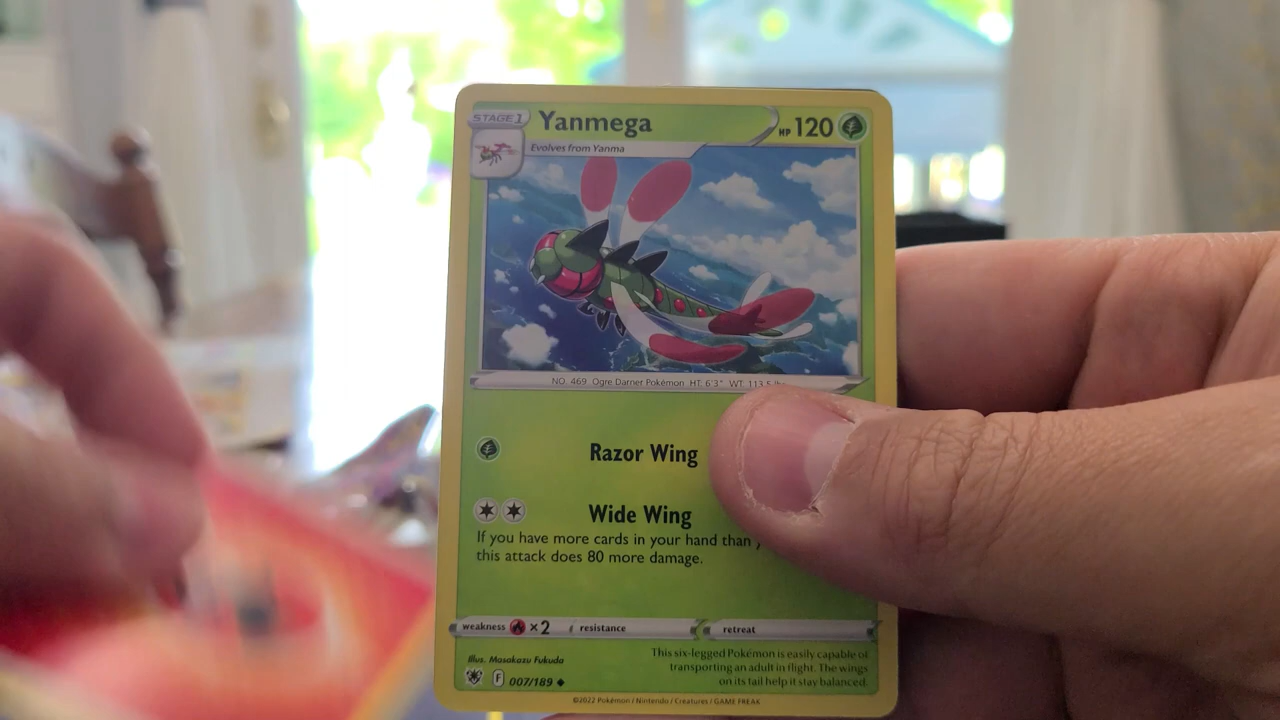 STAGE 1
Yanmega
HP 120
Evolves from Yanma
NO. 469 Ogre Darner Pokémon HT: 6'3" WT: 113.5
Razor Wing
Wide Wing
If you have more cards in your hand than
this attack does 80 more damage.
weakness ×2 resistance retreat
Illus. Masakazu Fukuda
This six-legged Pokémon is easily capable of
transporting an adult in flight. The wings
on its tail help it stay balanced.
F 007/189
©2022 Pokémon / Nintendo / Creatures / GAME FREAK